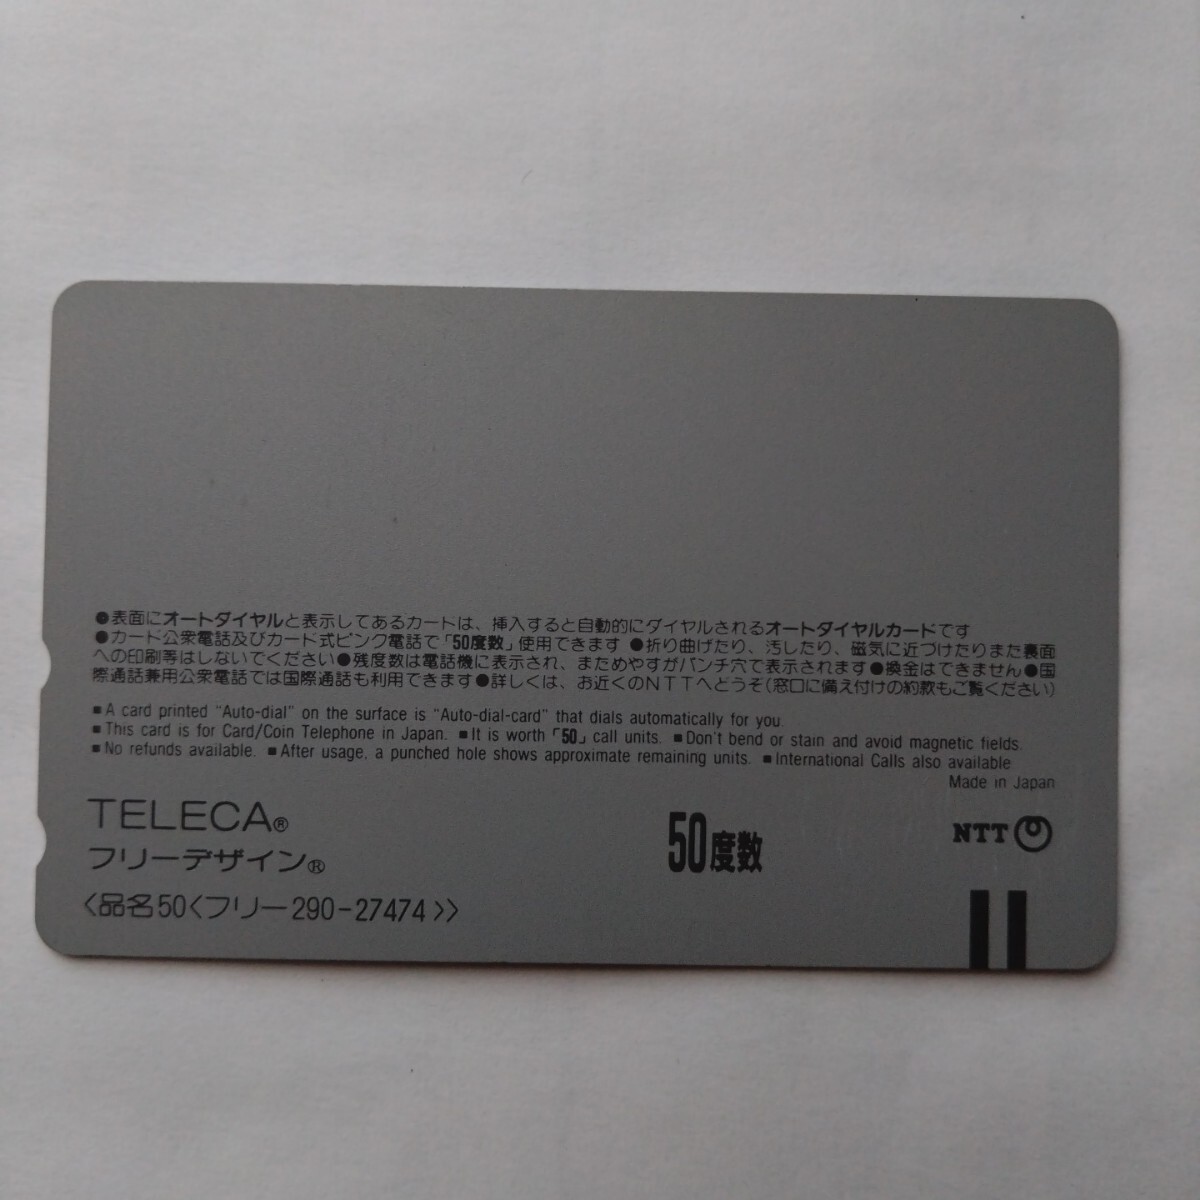 ●表面にオートダイヤルと表示してあるカードは、挿入すると自動的にダイヤルされるオートダイヤルカードです
●カード公衆電話及びカード式ピンク電話で「50度数」使用できます ●折り曲げたり、汚したり、磁気に近づけたりまた裏面
への印刷等はしないでください●残度数は電話機に表示され、まためやすがパンチ穴で表示されます●換金はできません●国
際通話兼用公衆電話では国際通話も利用できます●詳しくは、お近くのNTTへどうぞ(窓口に備え付けの約款もご覧ください)
■A card printed "Auto-dial" on the surface is "Auto-dial-card" that dials automatically for you.
■This card is for Card/Coin Telephone in Japan. ■It is worth「50」call units. ■Don't bend or stain and avoid magnetic fields.
■No refunds available. ■After usage, a punched hole shows approximate remaining units. ■International Calls also available.
Made in Japan
TELECA®
フリーデザイン®
50度数
NTT
〈品名50〈フリー290-27474〉〉